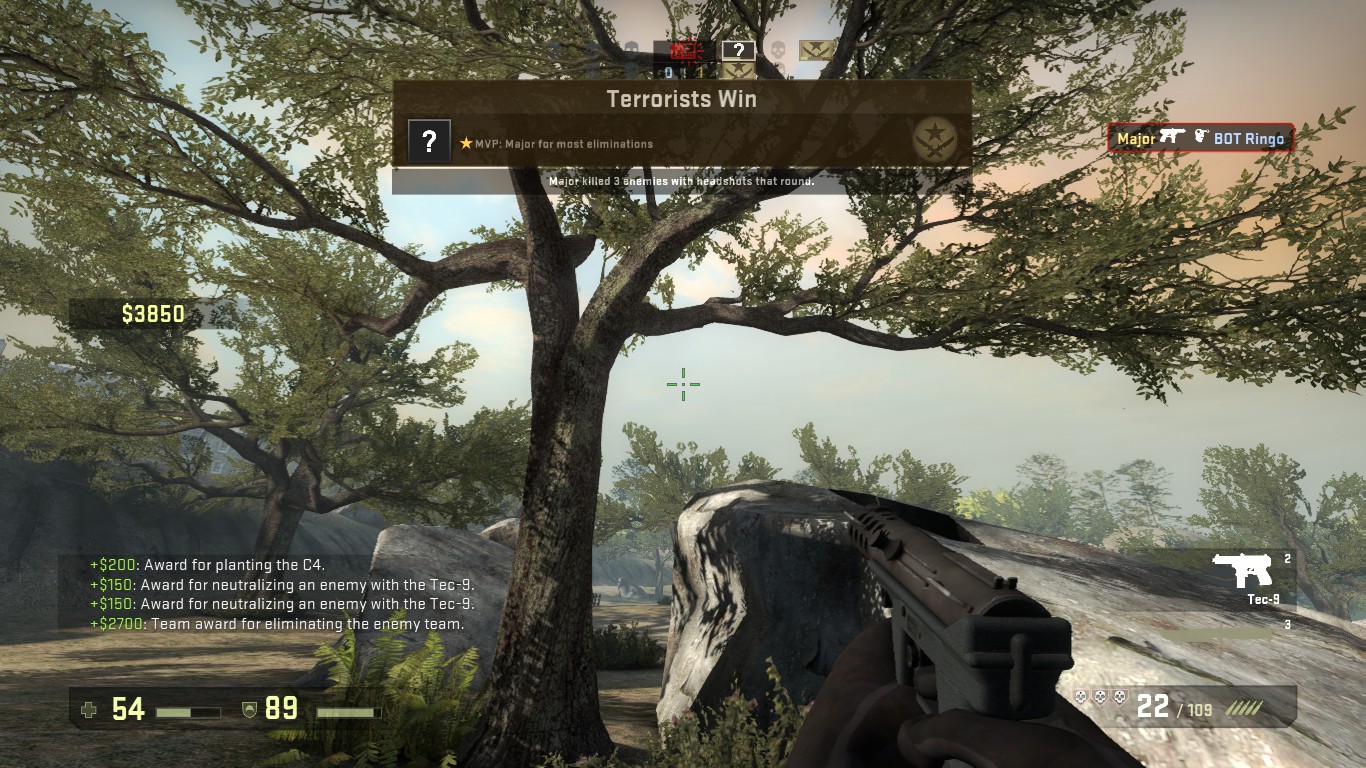 ?
0
Terrorists Win
?
MVP: Major for most eliminations
Major BOT Ringo
Major killed 3 enemies with headshots that round.
$3850
+$200: Award for planting the C4.
+$150: Award for neutralizing an enemy with the Tec-9.
+$150: Award for neutralizing an enemy with the Tec-9.
+$2700: Team award for eliminating the enemy team.
2
Tec-9
3
54 89
22 / 109